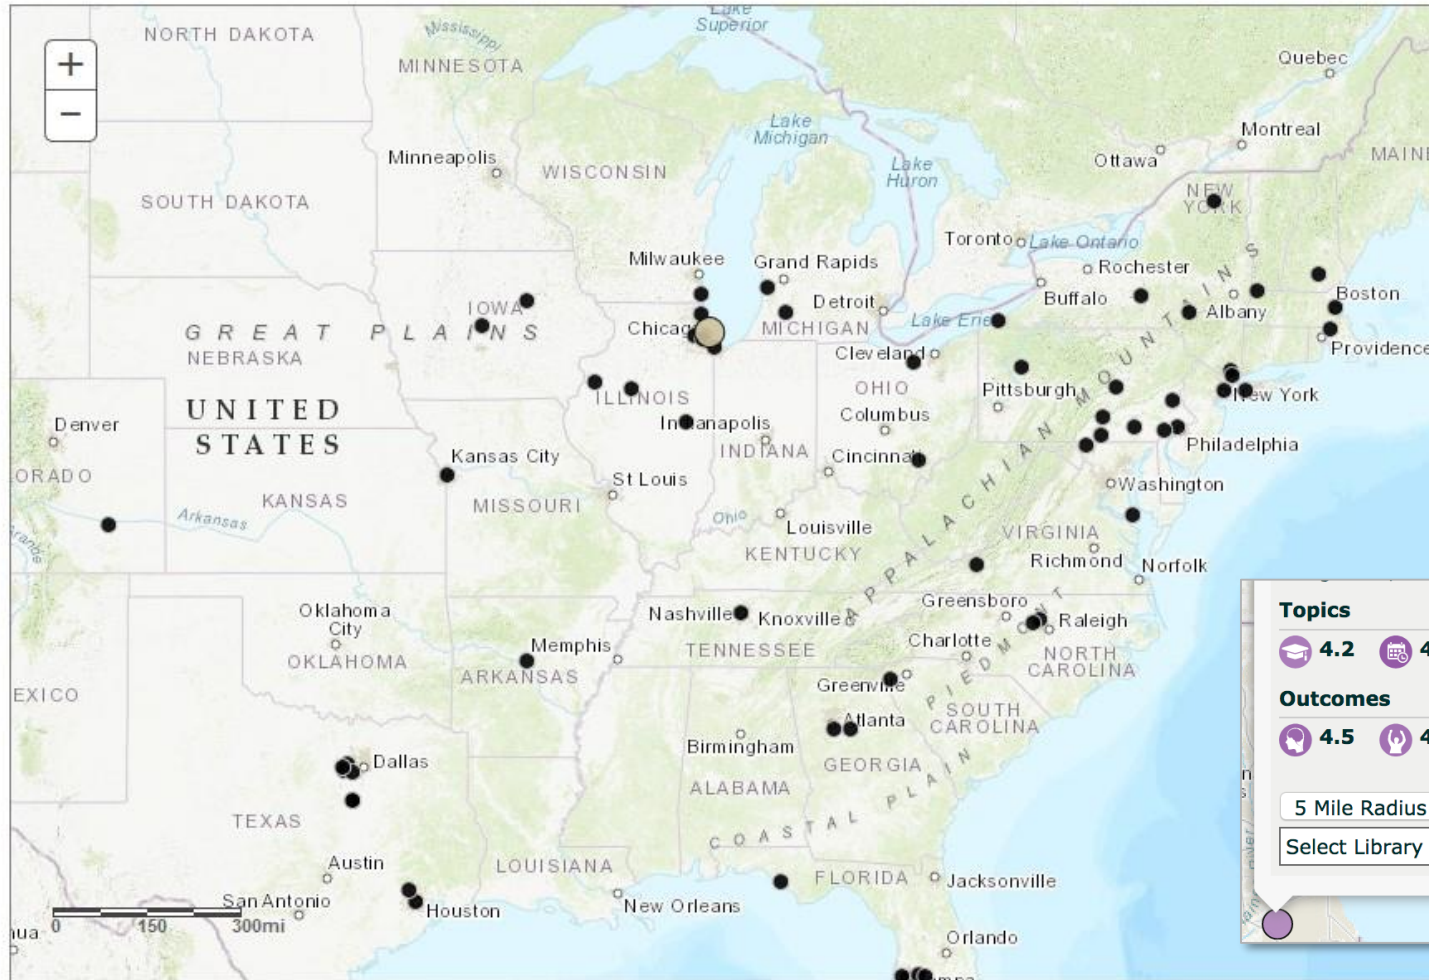 Lake
Superior
NORTH DAKOTA
Mississippi
MINNESOTA
Quebec
+
−
Lake
Michigan
Montreal
Ottawa
MAINE
Minneapolis
WISCONSIN
Lake
Huron
SOUTH DAKOTA
NEW
YORK
Toronto
Lake Ontario
Milwaukee
Grand Rapids
Rochester
Buffalo
Detroit
IOWA
Boston
Albany
GREAT PLAINS
Chicag
MICHIGAN
Lake Erie
Providence
NEBRASKA
Cleveland
OHIO
Pittsburgh
ILLINOIS
New York
UNITED
STATES
Denver
Columbus
Indianapolis
INDIANA
Philadelphia
APPALACHIAN MOUNTAINS
Kansas City
Cincinnati
ORADO
St Louis
Washington
KANSAS
MISSOURI
Arkansas
Ohio
Louisville
KENTUCKY
VIRGINIA
Richmond
Norfolk
Oklahoma
City
Nashville
Knoxville
Greensboro
Raleigh
OKLAHOMA
Memphis
TENNESSEE
Charlotte
NORTH
CAROLINA
ARKANSAS
EXICO
Greenville
PIEDMONT
SOUTH
CAROLINA
Atlanta
Birmingham
Dallas
GEORGIA
ALABAMA
TEXAS
COASTAL PLAIN
Austin
LOUISIANA
FLORIDA
Jacksonville
San Antonio
Houston
New Orleans
0 150 300mi
Orlando
mpa
hua
Topics
4.2 4
Outcomes
4.5 4
5 Mile Radius
Select Library